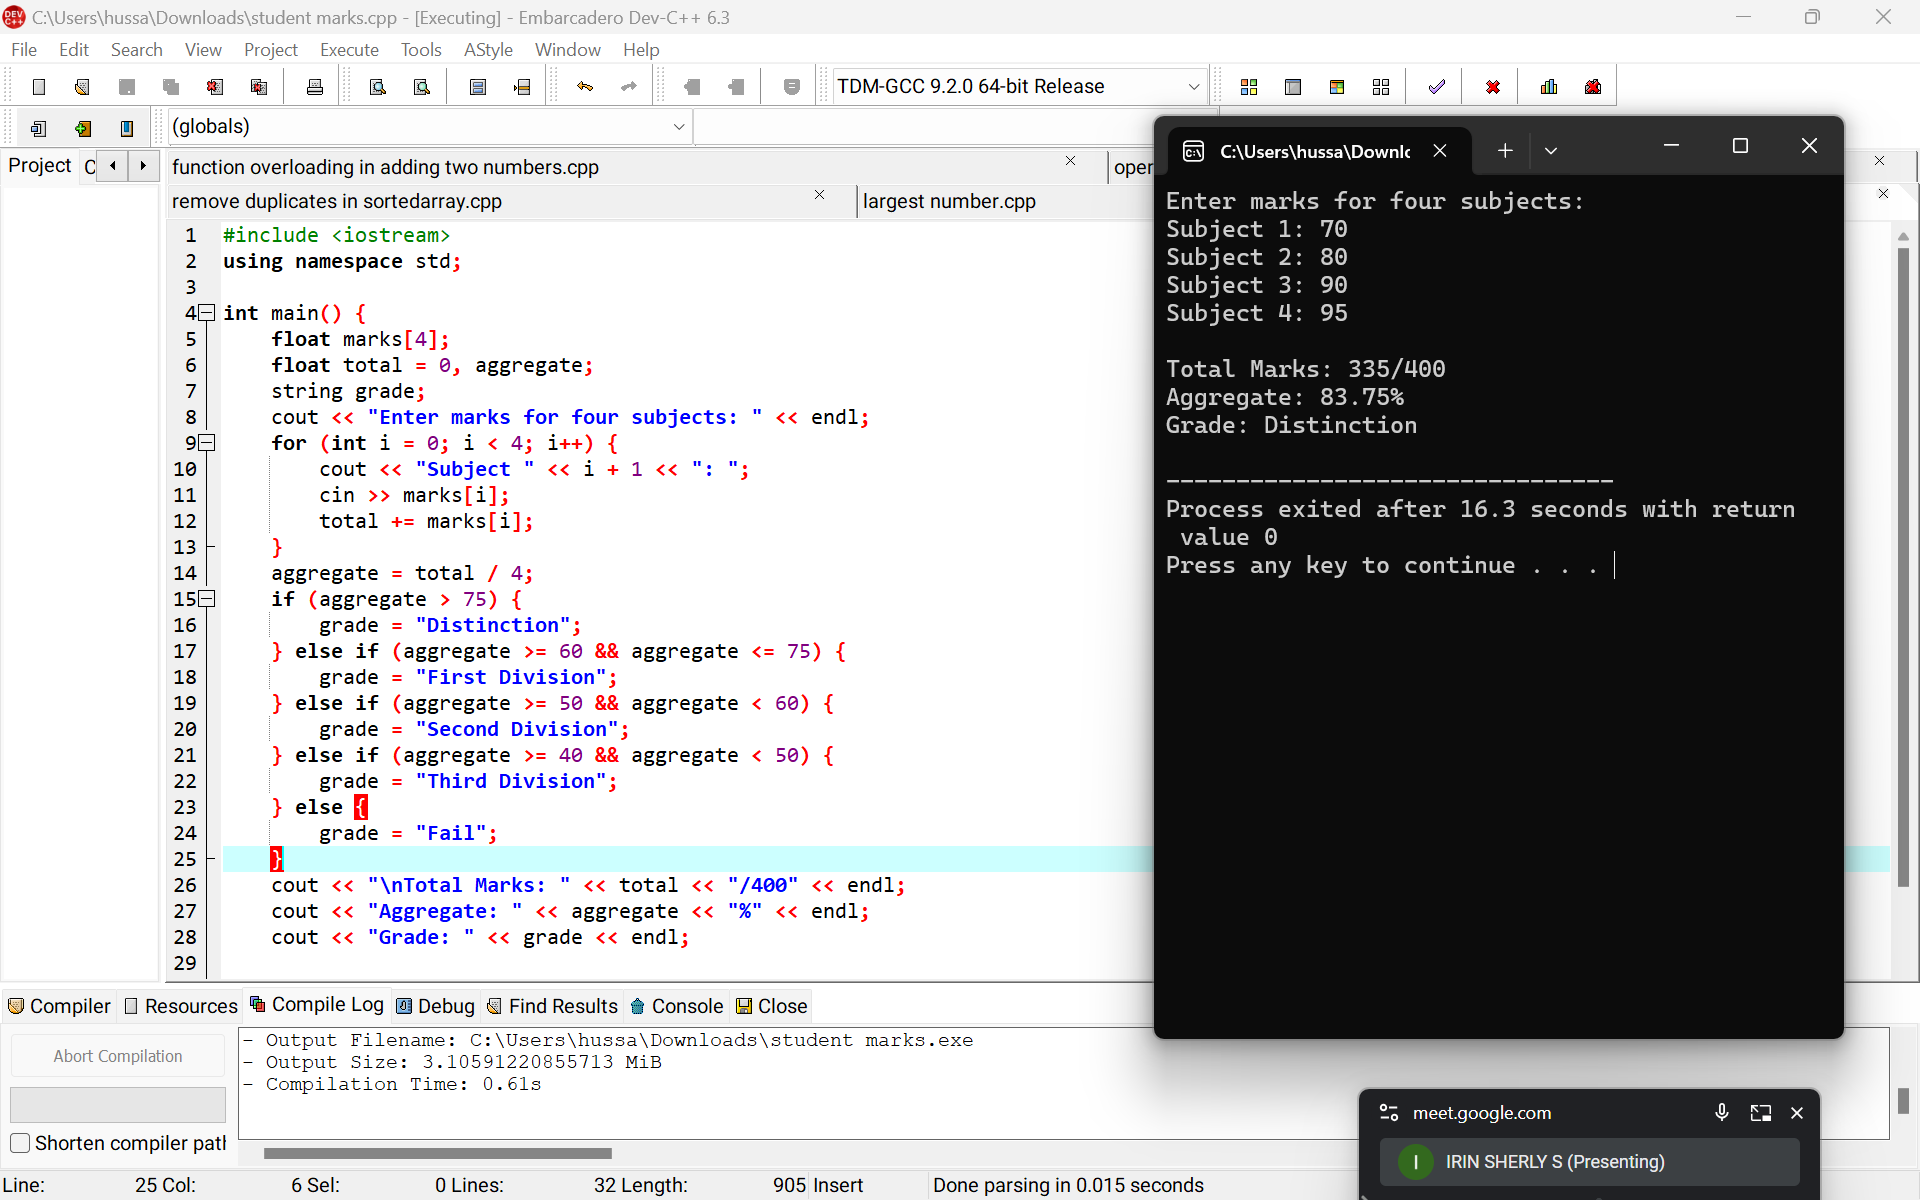 C:\Users\hussa\Downloads\student marks.cpp - [Executing] - Embarcadero Dev-C++ 6.3
File Edit Search View Project Execute Tools AStyle Window Help
TDM-GCC 9.2.0 64-bit Release
(globals)
Project
function overloading in adding two numbers.cpp
remove duplicates in sortedarray.cpp
largest number.cpp
1 #include <iostream>
2 using namespace std;
3
4 int main() {
5 float marks[4];
6 float total = 0, aggregate;
7 string grade;
8 cout << "Enter marks for four subjects: " << endl;
9 for (int i = 0; i < 4; i++) {
10 cout << "Subject " << i + 1 << ": ";
11 cin >> marks[i];
12 total += marks[i];
13 }
14 aggregate = total / 4;
15 if (aggregate > 75) {
16 grade = "Distinction";
17 } else if (aggregate >= 60 && aggregate <= 75) {
18 grade = "First Division";
19 } else if (aggregate >= 50 && aggregate < 60) {
20 grade = "Second Division";
21 } else if (aggregate >= 40 && aggregate < 50) {
22 grade = "Third Division";
23 } else {
24 grade = "Fail";
25 }
26 cout << "\nTotal Marks: " << total << "/400" << endl;
27 cout << "Aggregate: " << aggregate << "%" << endl;
28 cout << "Grade: " << grade << endl;
29
C:\Users\hussa\Downlc
Enter marks for four subjects:
Subject 1: 70
Subject 2: 80
Subject 3: 90
Subject 4: 95
Total Marks: 335/400
Aggregate: 83.75%
Grade: Distinction
--------------------------------
Process exited after 16.3 seconds with return
value 0
Press any key to continue . . .
Compiler Resources Compile Log Debug Find Results Console Close
Abort Compilation
Shorten compiler path
- Output Filename: C:\Users\hussa\Downloads\student marks.exe
- Output Size: 3.10591220855713 MiB
- Compilation Time: 0.61s
meet.google.com
I IRIN SHERLY S (Presenting)
Line: 25 Col: 6 Sel: 0 Lines: 32 Length: 905 Insert Done parsing in 0.015 seconds